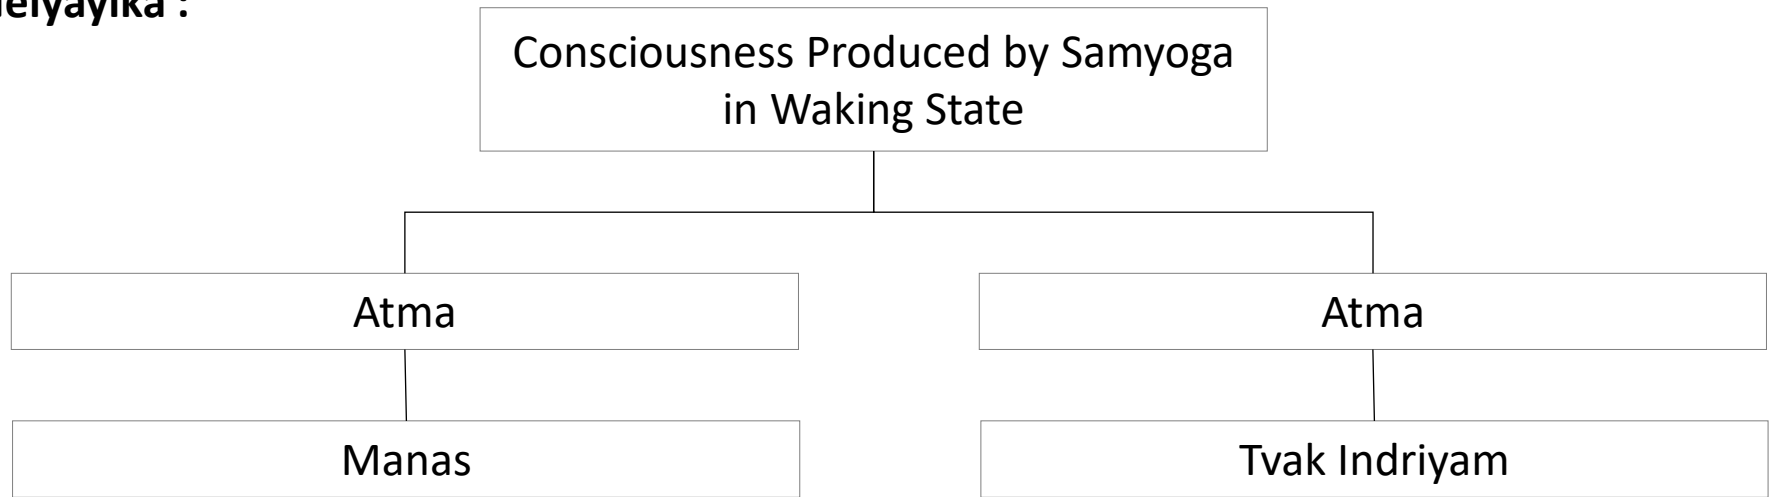 Consciousness Produced by Samyoga
in Waking State
Atma
Atma
Manas
Tvak Indriyam